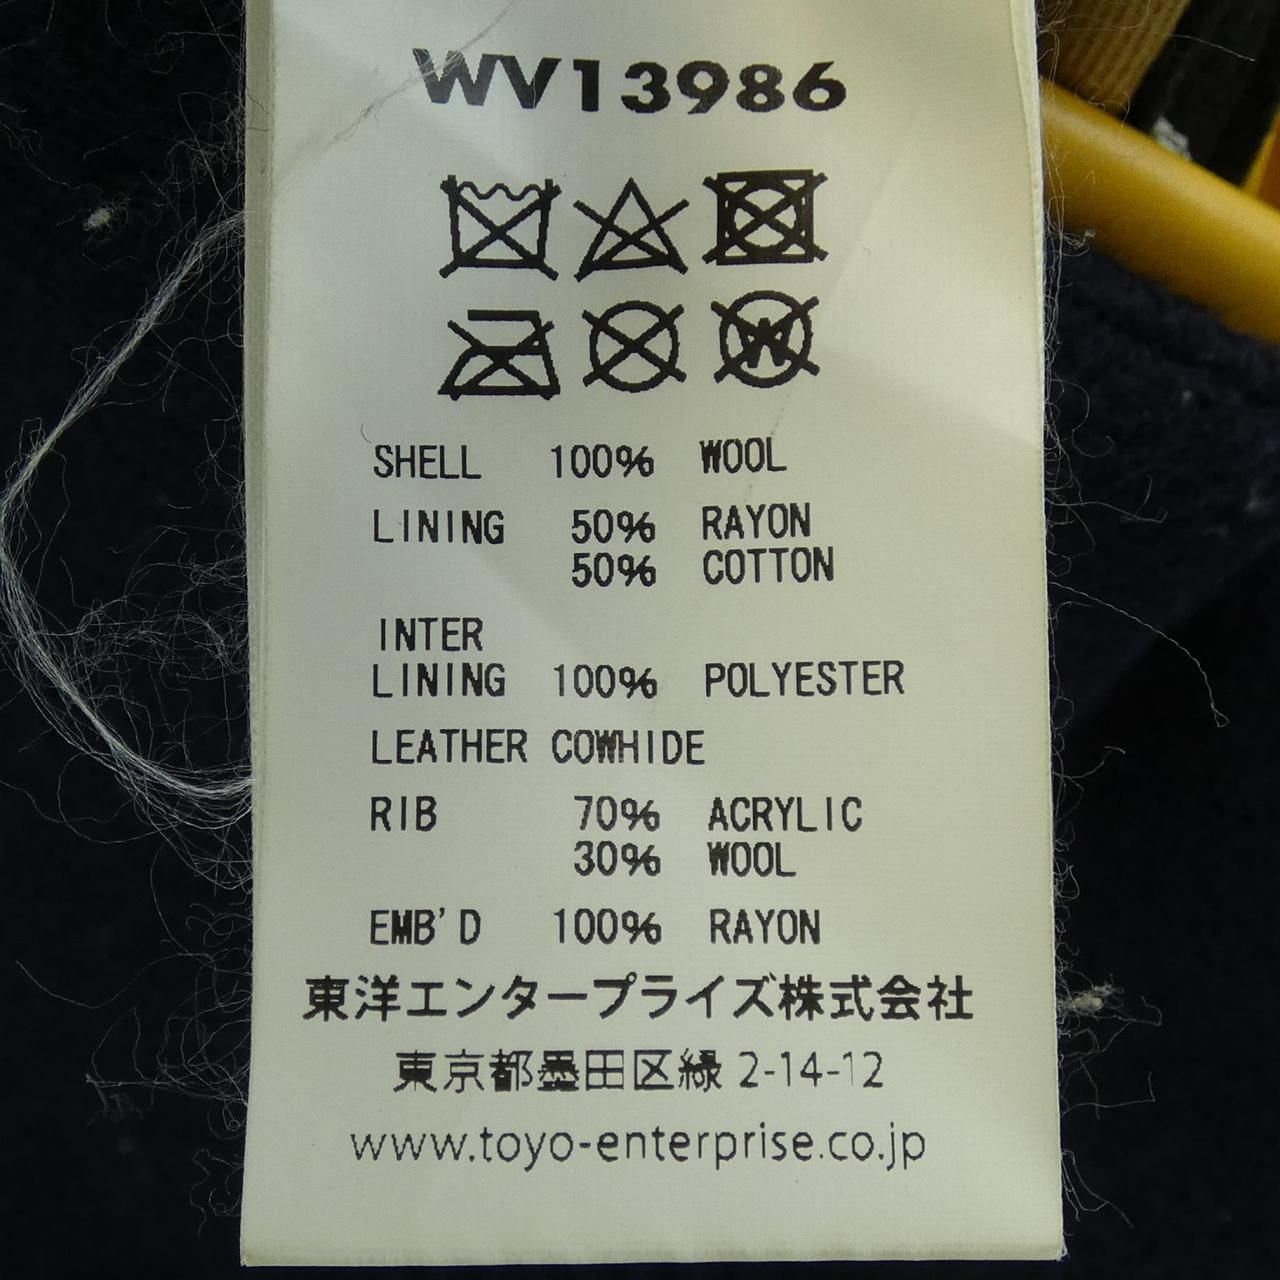 WV13986
W
SHELL 100% WOOL
LINING 50% RAYON
50% COTTON
INTER
LINING 100% POLYESTER
LEATHER COWHIDE
RIB 70% ACRYLIC
30% WOOL
EMB'D 100% RAYON
東洋エンタープライズ株式会社
東京都墨田区緑 2-14-12
www.toyo-enterprise.co.jp